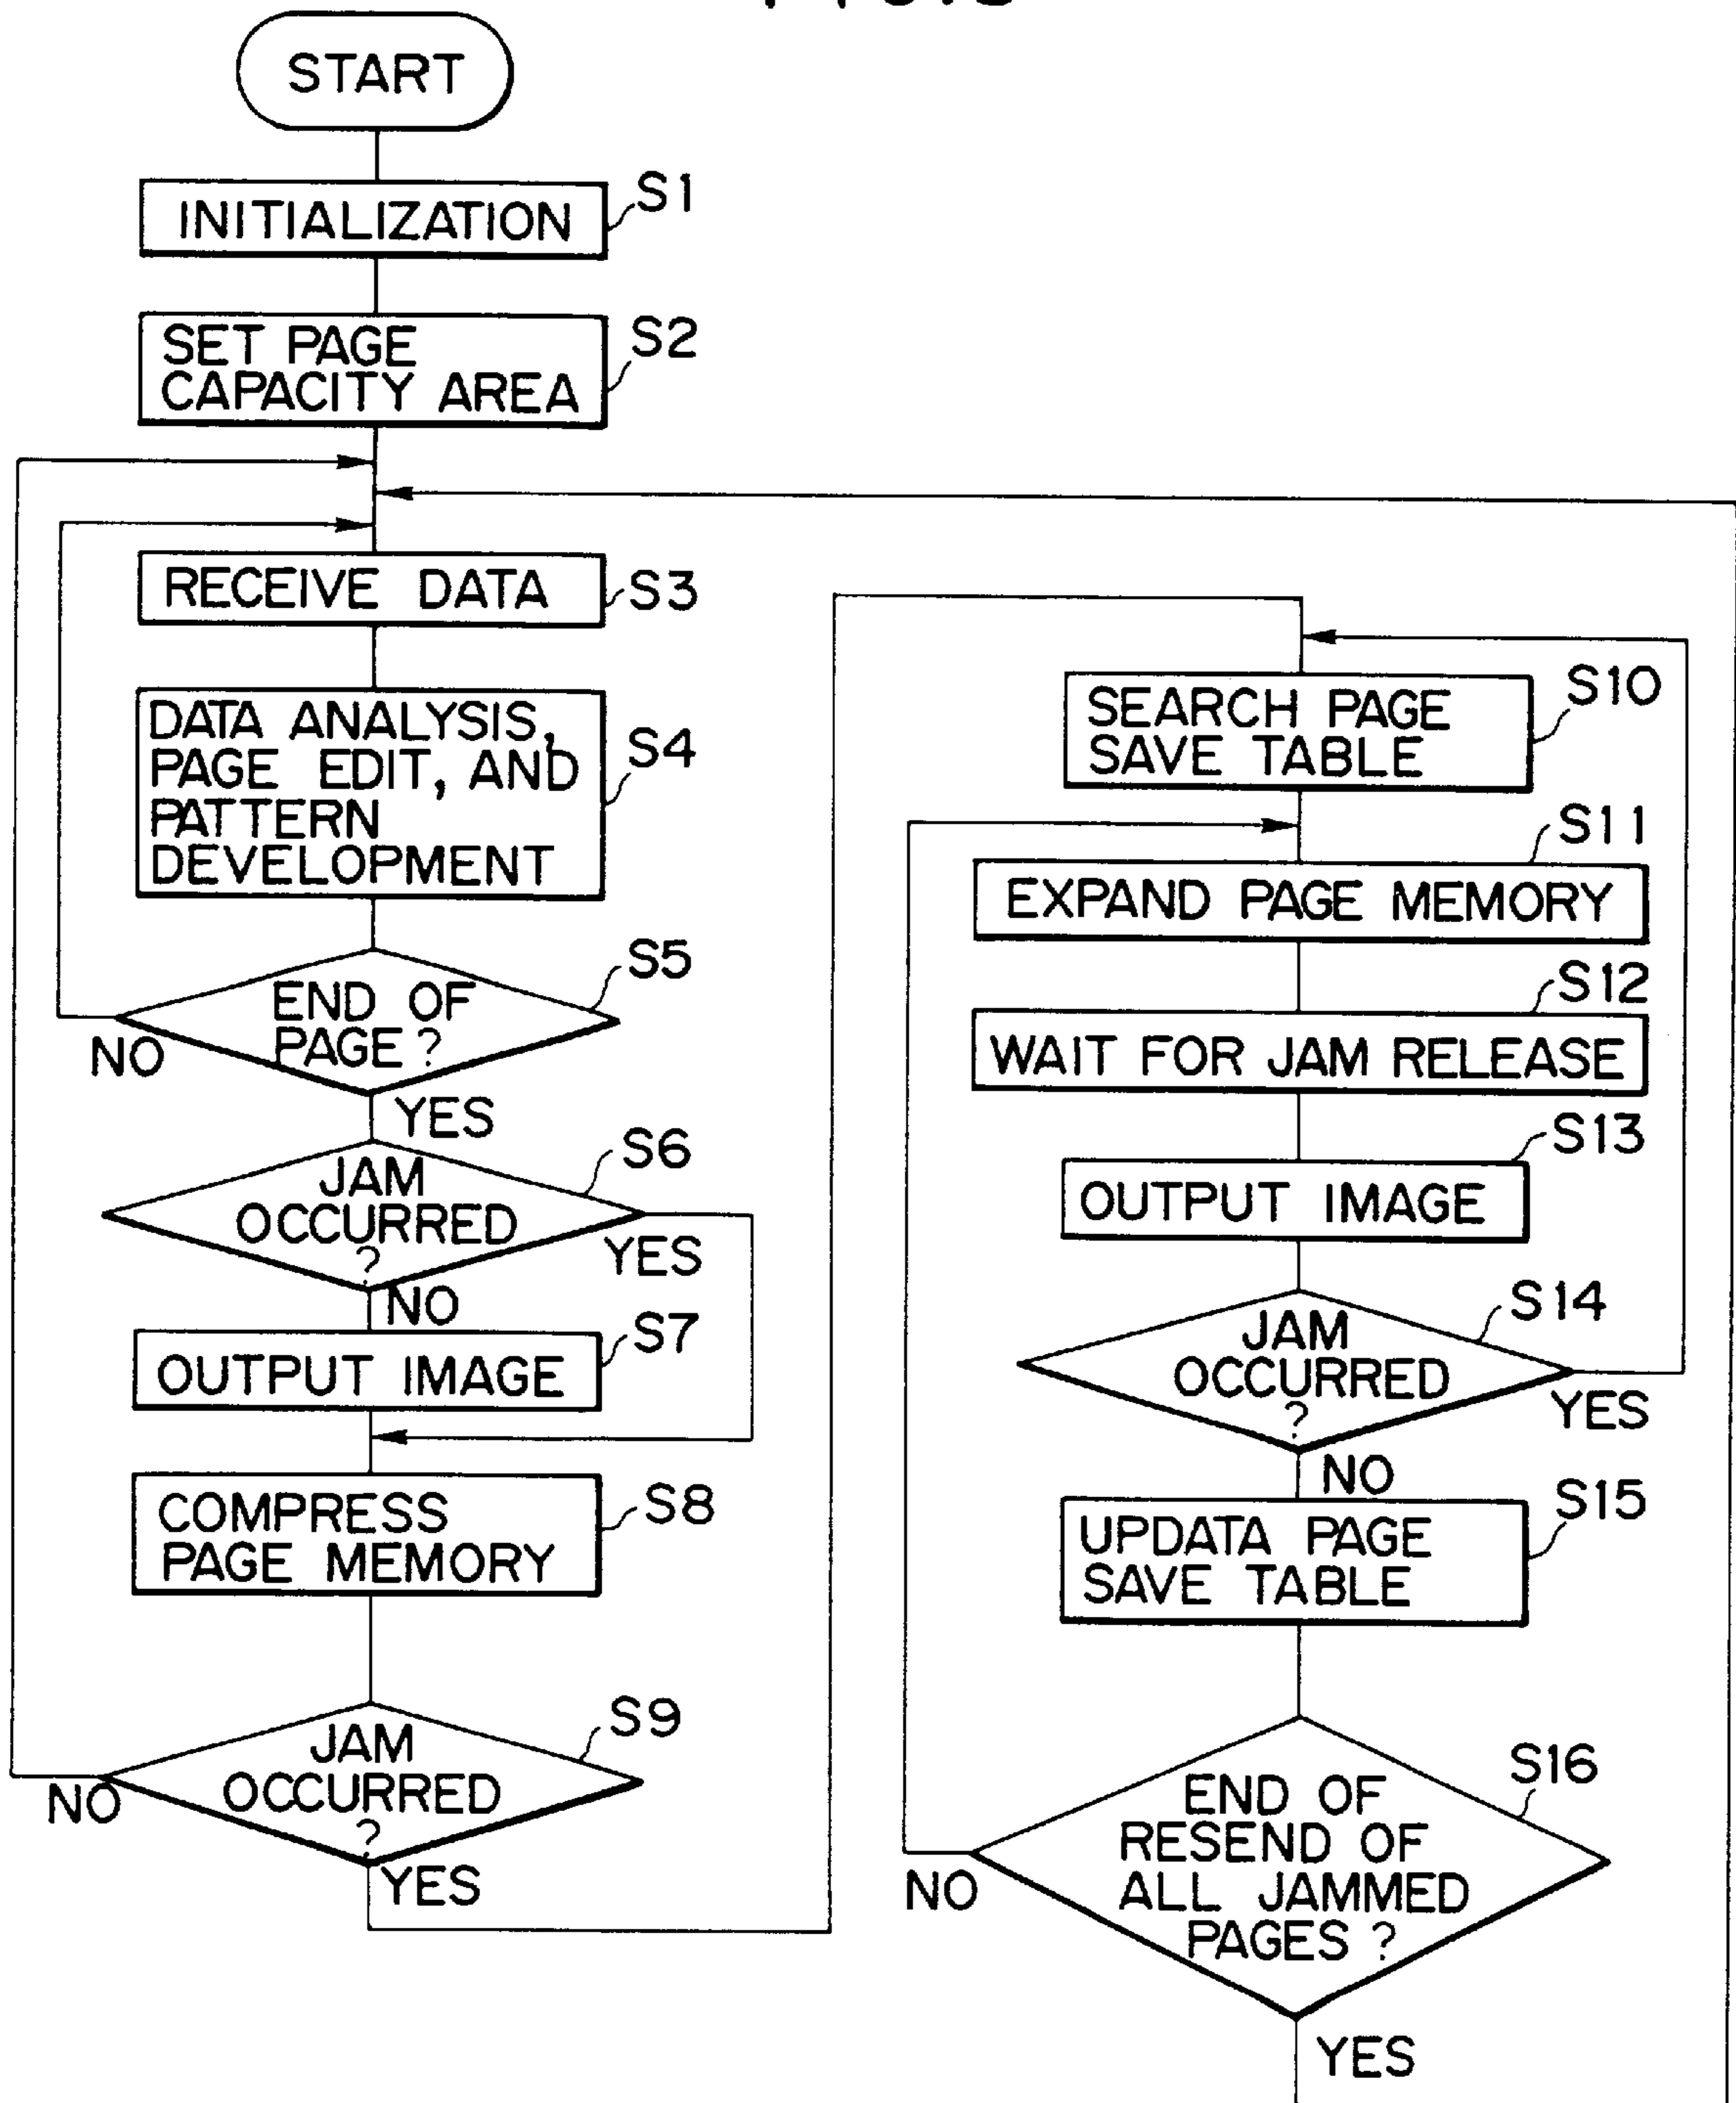 START
INITIALIZATION
S1
SET PAGE
CAPACITY AREA
S2
RECEIVE DATA
S3
DATA ANALYSIS,
PAGE EDIT, AND
PATTERN
DEVELOPMENT
S4
END OF
PAGE ?
S5
NO
YES
JAM
OCCURRED
?
S6
YES
NO
OUTPUT IMAGE
S7
COMPRESS
PAGE MEMORY
S8
JAM
OCCURRED
?
S9
NO
YES
SEARCH PAGE
SAVE TABLE
S10
EXPAND PAGE MEMORY
S11
WAIT FOR JAM RELEASE
S12
OUTPUT IMAGE
S13
JAM
OCCURRED
?
S14
YES
NO
UPDATA PAGE
SAVE TABLE
S15
END OF
RESEND OF
ALL JAMMED
PAGES ?
S16
NO
YES